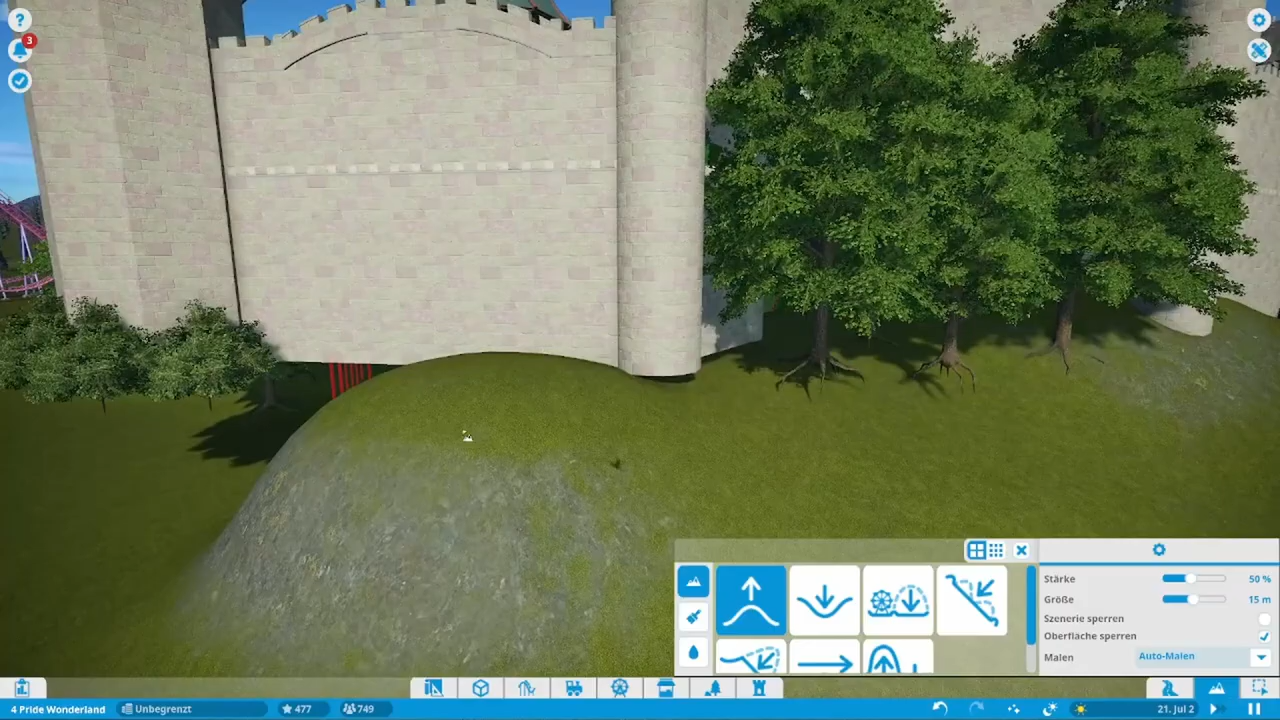 ?
3
Stärke 50 %
Größe 15 m
Szenerie sperren
Oberfläche sperren
Malen Auto-Malen
4 Pride Wonderland Unbegrenzt 477 749 21. Jul 2